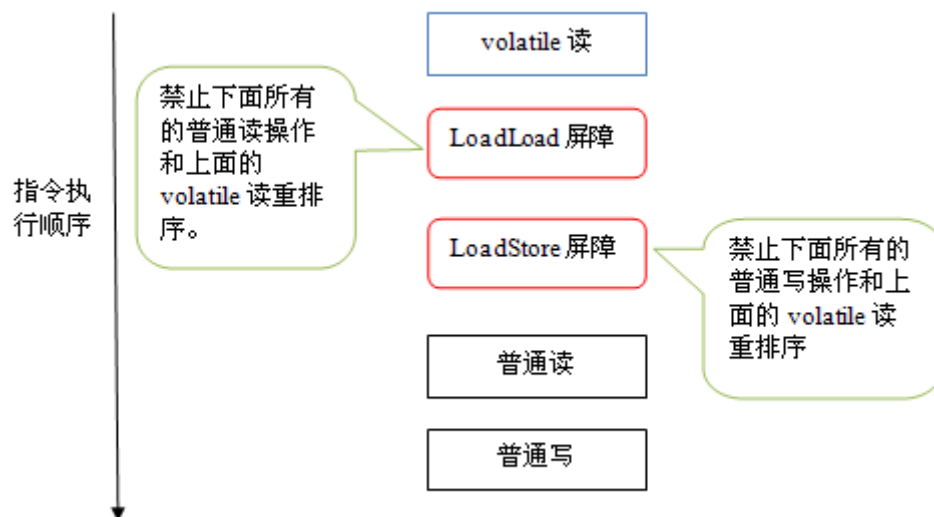 volatile 读
禁止下面所有
的普通读操作
和上面的
volatile 读重排
序。
LoadLoad 屏障
指令执
行顺序
LoadStore 屏障
禁止下面所有的
普通写操作和上
面的 volatile 读
重排序
普通读
普通写